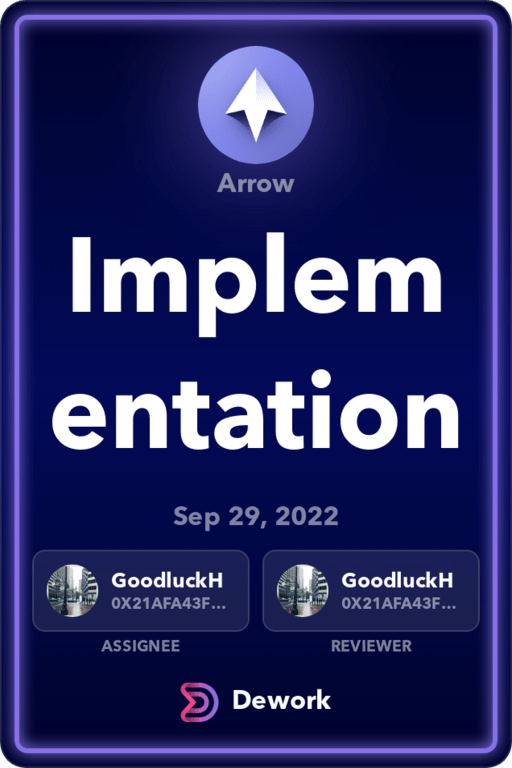 Arrow
Implem
entation
Sep 29, 2022
GoodluckH
0X21AFA43F...
ASSIGNEE
GoodluckH
0X21AFA43F...
REVIEWER
Dework